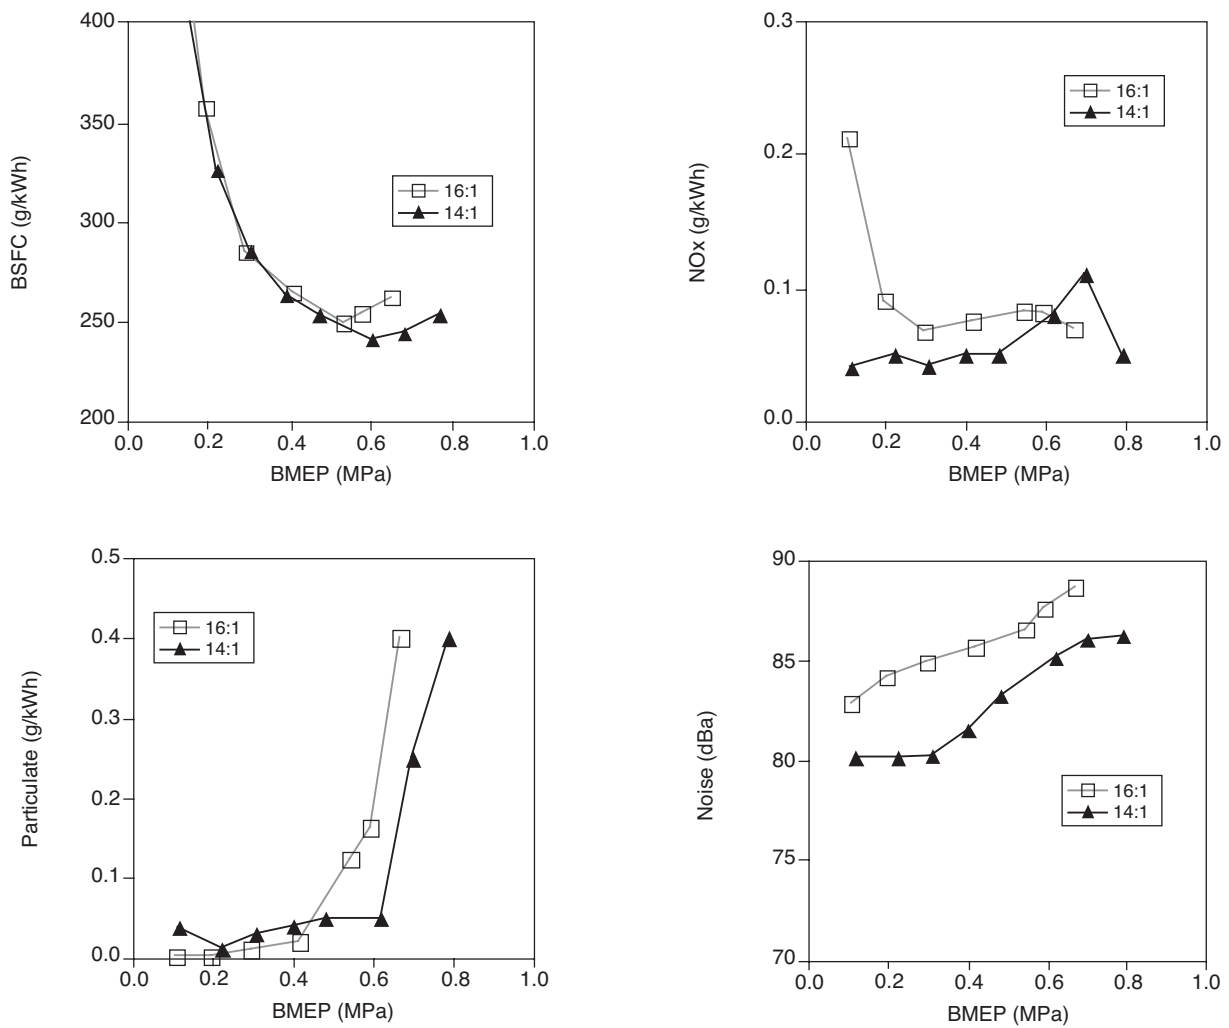 400
350
300
250
200
BSFC (g/kWh)
16:1
14:1
0.0 0.2 0.4 0.6 0.8 1.0
BMEP (MPa)
0.3
0.2
0.1
0.0
NOx (g/kWh)
16:1
14:1
0.0 0.2 0.4 0.6 0.8 1.0
BMEP (MPa)
0.5
0.4
0.3
0.2
0.1
0.0
Particulate (g/kWh)
16:1
14:1
0.0 0.2 0.4 0.6 0.8 1.0
BMEP (MPa)
90
85
80
75
70
Noise (dBa)
16:1
14:1
0.0 0.2 0.4 0.6 0.8 1.0
BMEP (MPa)